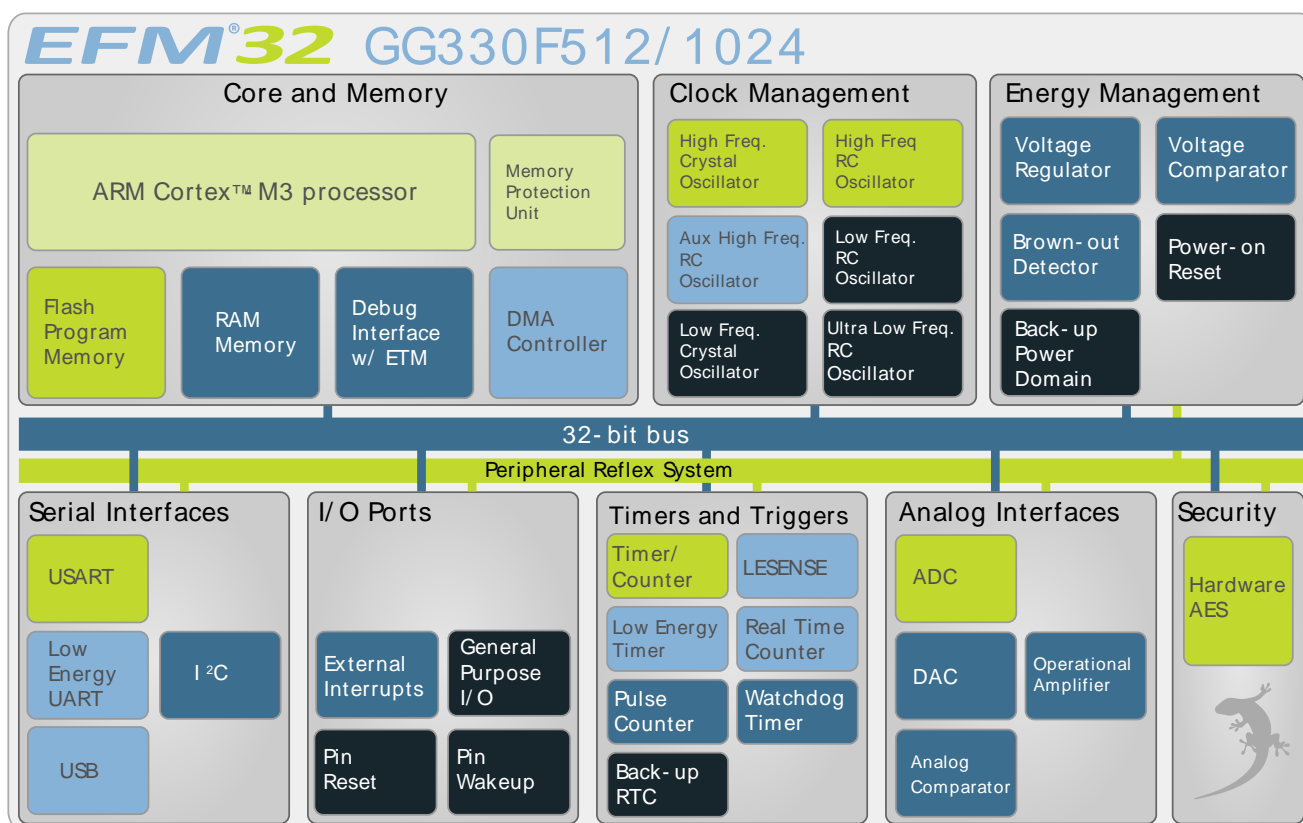 EFM®32 GG330F512/1024
Core and Memory
ARM Cortex™ M3 processor
Memory
Protection
Unit
Flash
Program
Memory
RAM
Memory
Debug
Interface
w/ ETM
DMA
Controller
Clock Management
High Freq.
Crystal
Oscillator
High Freq
RC
Oscillator
Aux High Freq.
RC
Oscillator
Low Freq.
RC
Oscillator
Low Freq.
Crystal
Oscillator
Ultra Low Freq.
RC
Oscillator
Energy Management
Voltage
Regulator
Voltage
Comparator
Brown-out
Detector
Power-on
Reset
Back-up
Power
Domain
32-bit bus
Peripheral Reflex System
Serial Interfaces
USART
Low
Energy
UART
I²C
USB
I/O Ports
External
Interrupts
General
Purpose
I/O
Pin
Reset
Pin
Wakeup
Timers and Triggers
Timer/
Counter
LESENSE
Low Energy
Timer
Real Time
Counter
Pulse
Counter
Watchdog
Timer
Back-up
RTC
Analog Interfaces
ADC
DAC
Operational
Amplifier
Analog
Comparator
Security
Hardware
AES